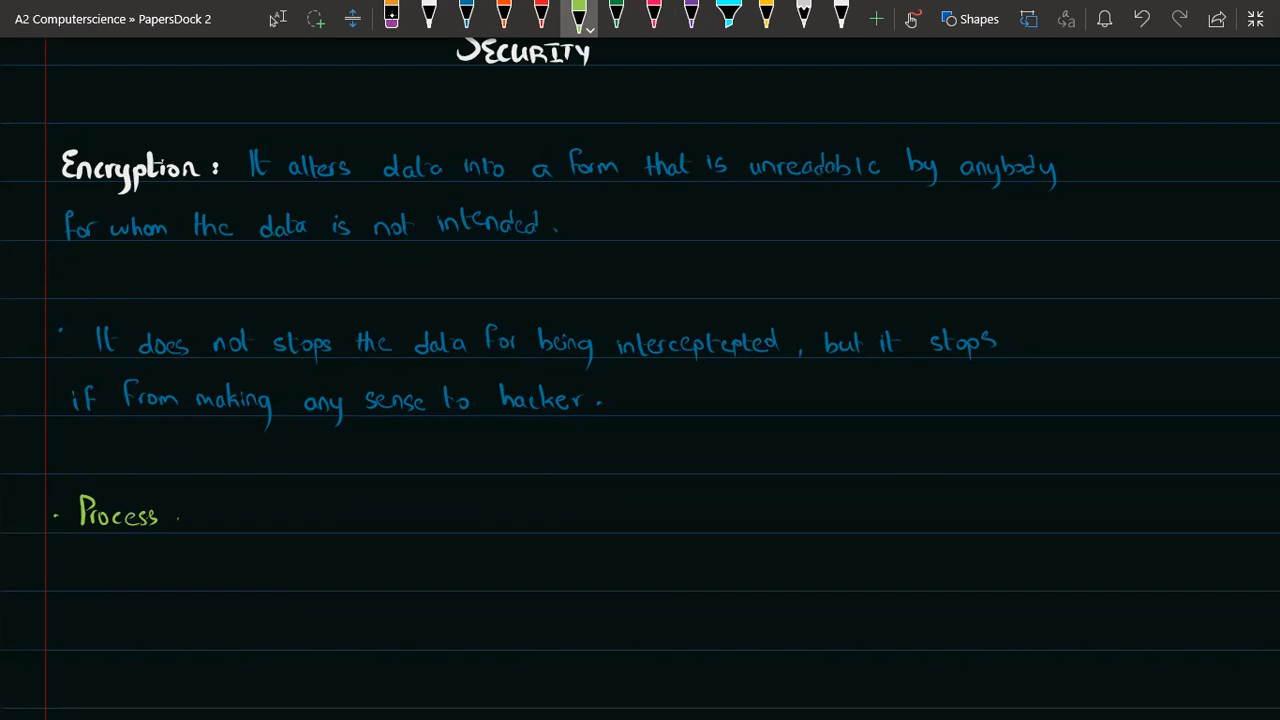 A2 Computerscience » PapersDock 2
Shapes
SECURITY
Encryption : It alters data into a form that is unreadable by anybody
for whom the data is not intended .
· It does not stops the data for being interceptepted , but it stops
if from making any sense to hacker .
· Process .